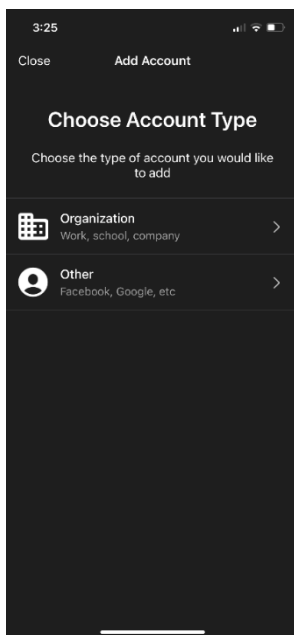 3:25
Close Add Account
Choose Account Type
Choose the type of account you would like
to add
Organization
Work, school, company
Other
Facebook, Google, etc